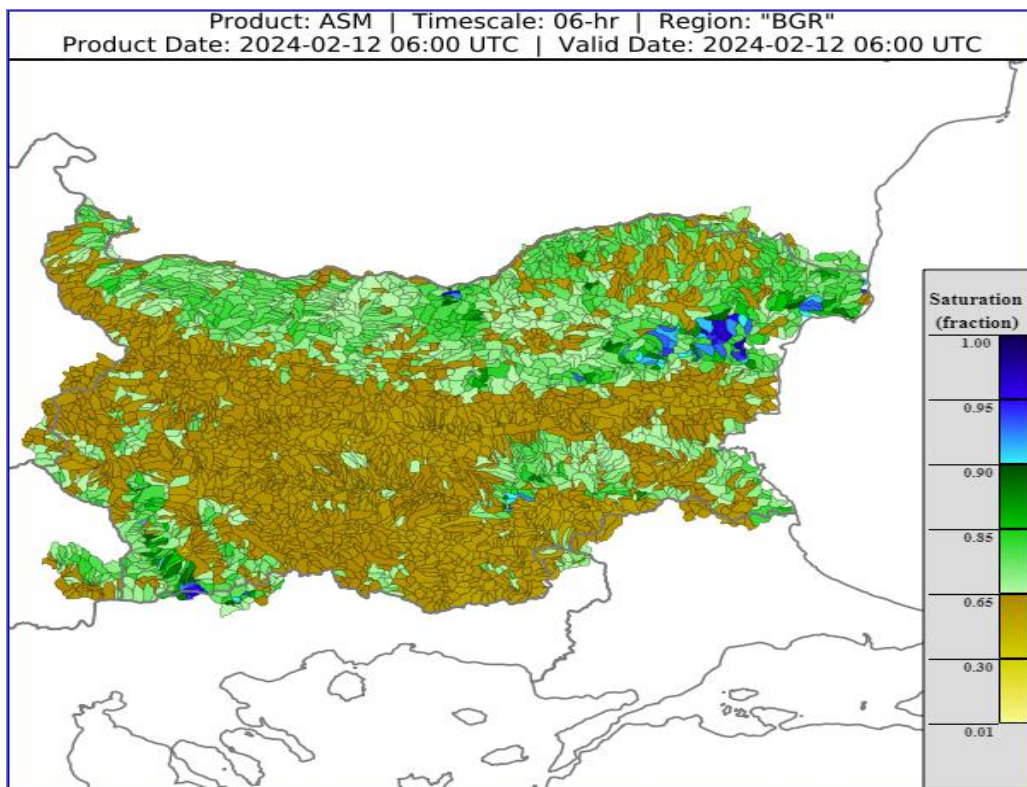 Product: ASM | Timescale: 06-hr | Region: "BGR"
Product Date: 2024-02-12 06:00 UTC | Valid Date: 2024-02-12 06:00 UTC
Saturation
(fraction)
1.00
0.95
0.90
0.85
0.65
0.30
0.01